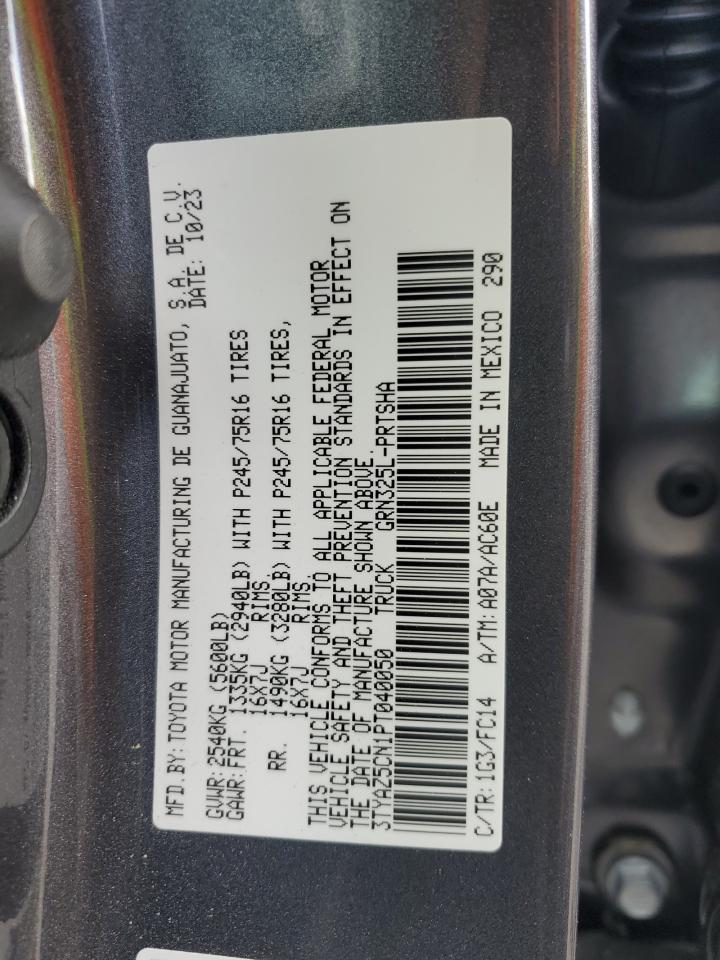 MFD.BY:TOYOTA MOTOR MANUFACTURING DE GUANAJUATO, S.A. DE C.V.
DATE: 10/23
GVWR:2540KG (5600LB)
GAWR:FRT. 1335KG (2940LB) WITH P245/75R16 TIRES
16X7J RIMS
RR. 1490KG (3280LB) WITH P245/75R16 TIRES,
16X7J RIMS
THIS VEHICLE CONFORMS TO ALL APPLICABLE FEDERAL MOTOR
VEHICLE SAFETY AND THEFT PREVENTION STANDARDS IN EFFECT ON
THE DATE OF MANUFACTURE SHOWN ABOVE.
3TYAZ5CN1PT040050 TRUCK GRN325L-PRTSHA
C/TR:1G3/FC14 A/TM:A07A/AC60E MADE IN MEXICO 290